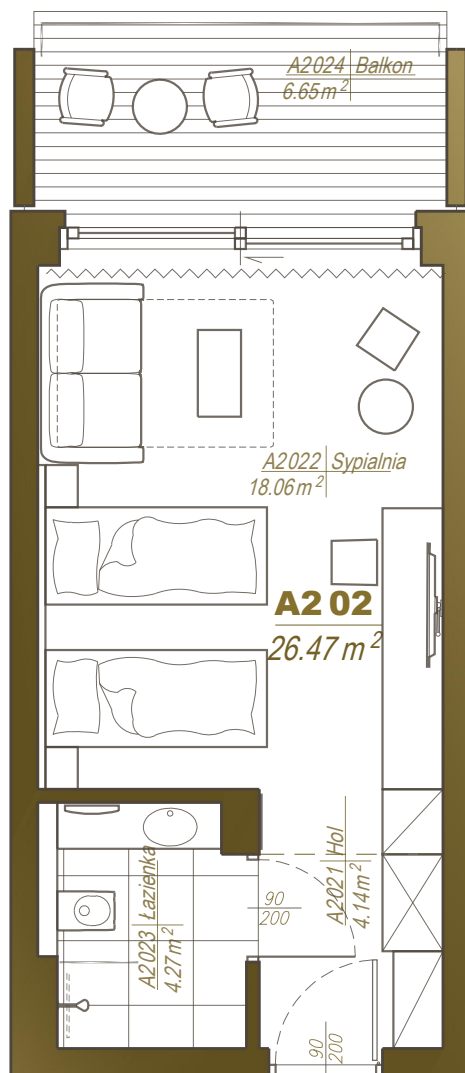 A2024 Balkon
6.65 m²
A2022 Sypialnia
18.06 m²
A2 02
26.47 m²
A2021 Hol
4.14 m²
A2023 Łazienka
4.27 m²
90
200
90
200